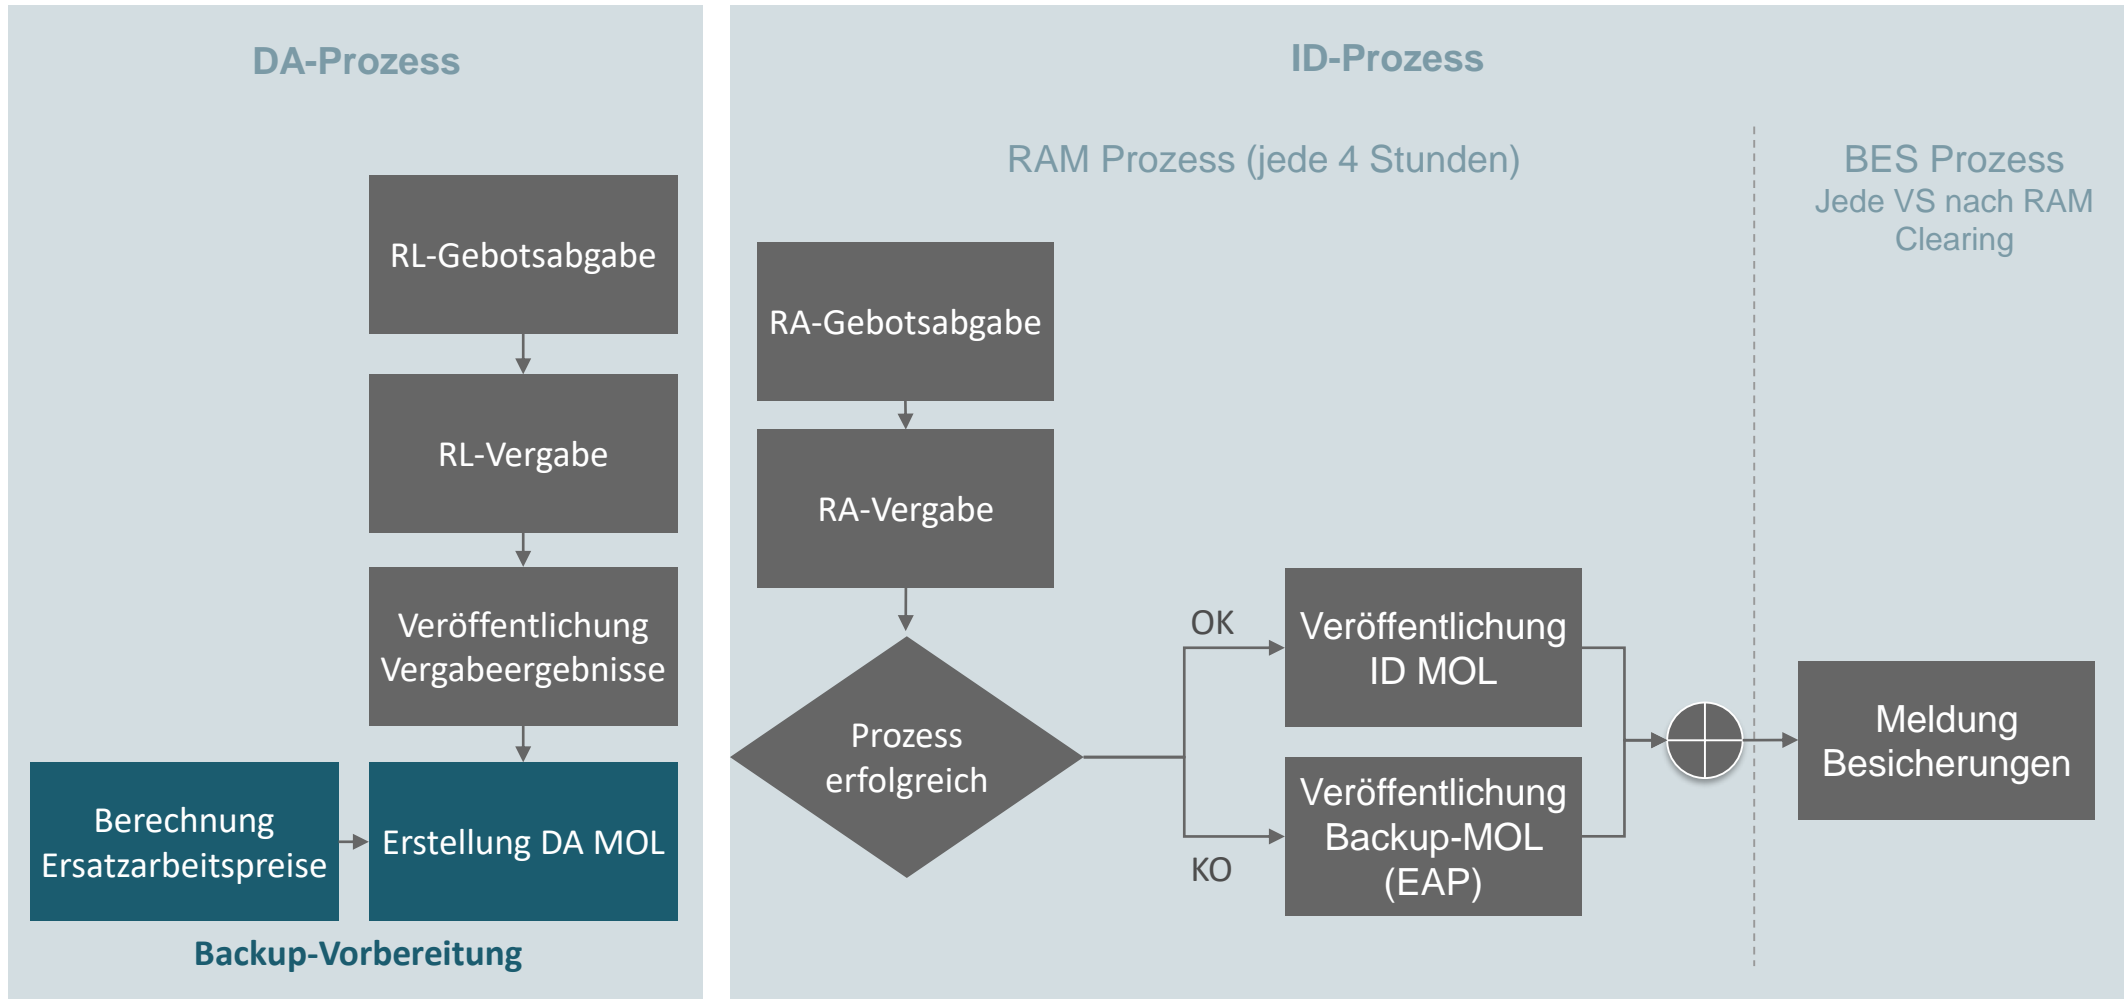 DA-Prozess
RL-Gebotsabgabe
RL-Vergabe
Veröffentlichung
Vergabeergebnisse
Berechnung
Ersatzarbeitspreise
Erstellung DA MOL
Backup-Vorbereitung
ID-Prozess
RAM Prozess (jede 4 Stunden)
RA-Gebotsabgabe
RA-Vergabe
Prozess
erfolgreich
OK
KO
Veröffentlichung
ID MOL
Veröffentlichung
Backup-MOL
(EAP)
BES Prozess
Jede VS nach RAM
Clearing
Meldung
Besicherungen